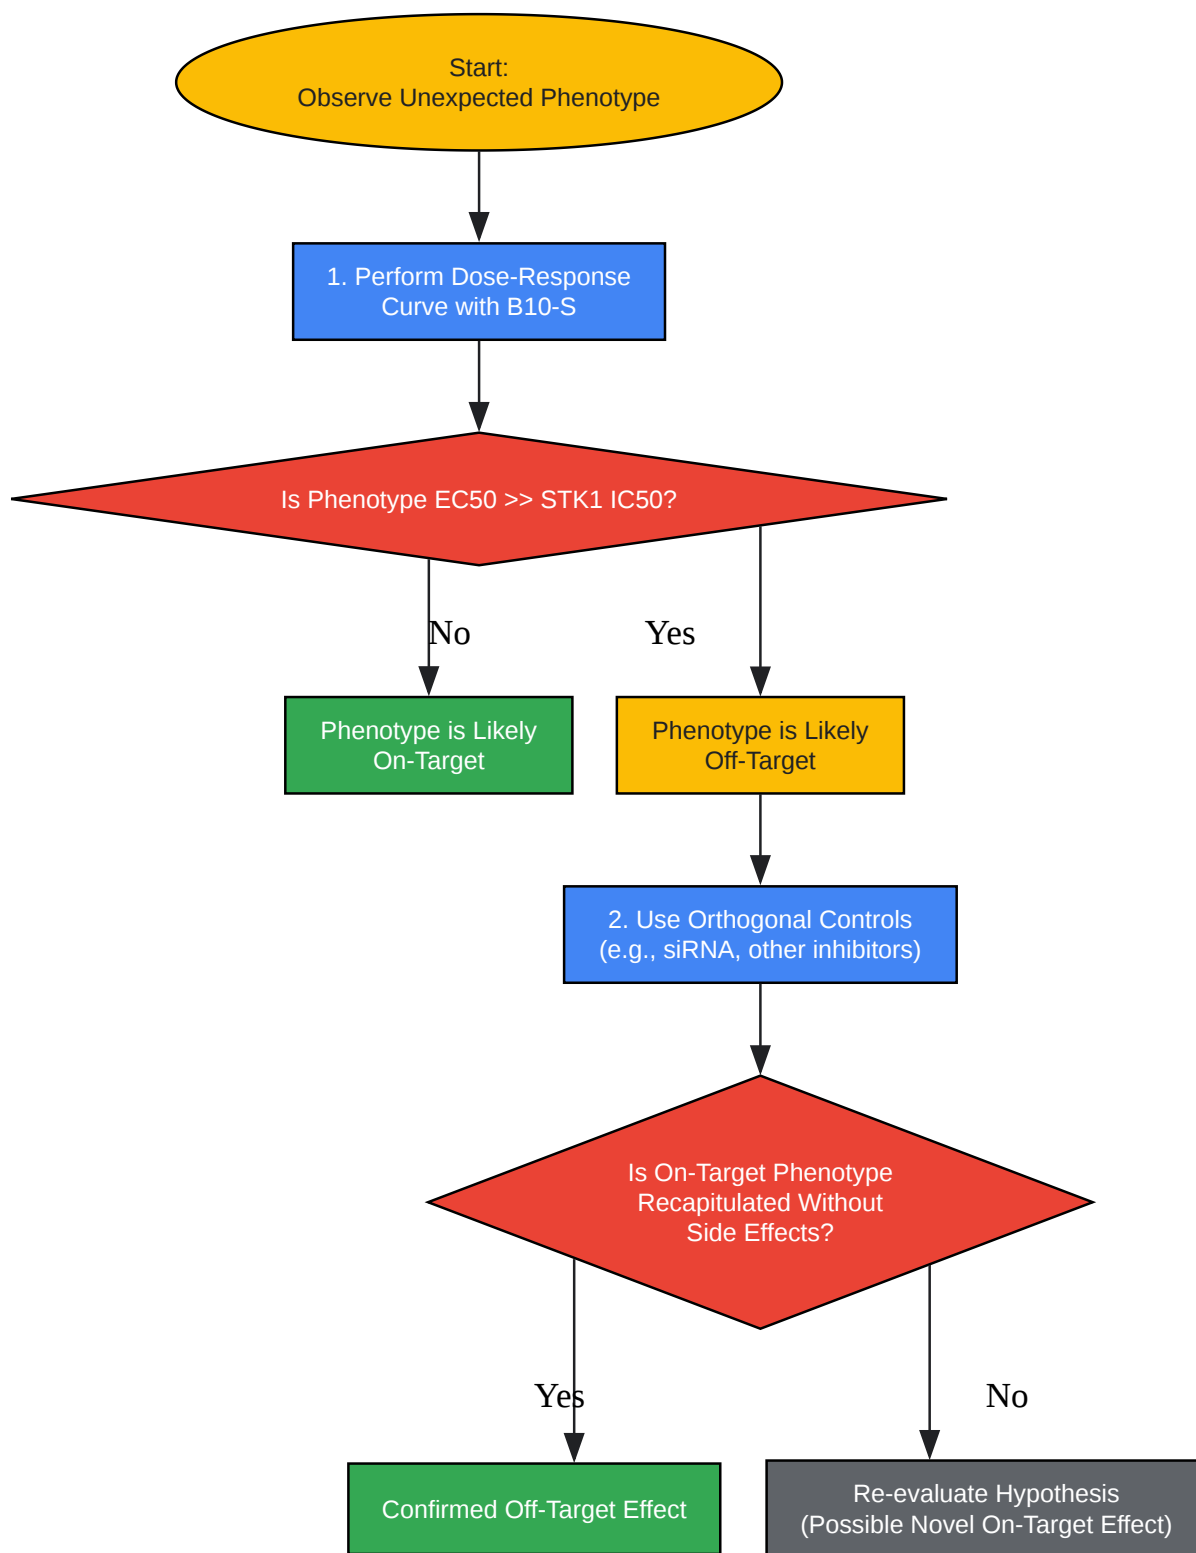 Start:
Observe Unexpected Phenotype
1. Perform Dose-Response
Curve with B10-S
Is Phenotype EC50 >> STK1 IC50?
No
Yes
Phenotype is Likely
On-Target
Phenotype is Likely
Off-Target
2. Use Orthogonal Controls
(e.g., siRNA, other inhibitors)
Is On-Target Phenotype
Recapitulated Without
Side Effects?
Yes
No
Confirmed Off-Target Effect
Re-evaluate Hypothesis
(Possible Novel On-Target Effect)